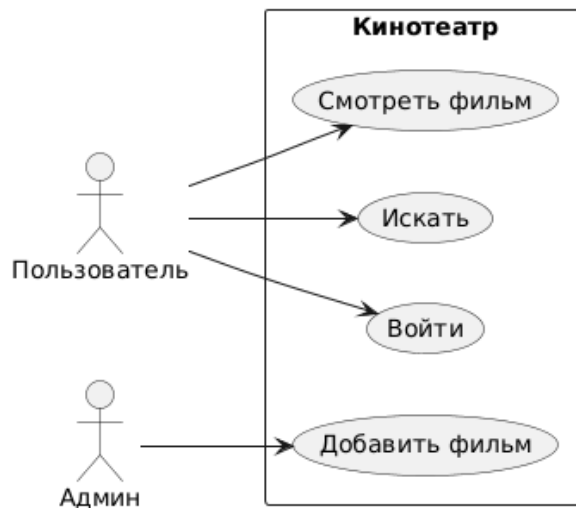 Кинотеатр
Смотреть фильм
Искать
Пользователь
Войти
Добавить фильм
Админ